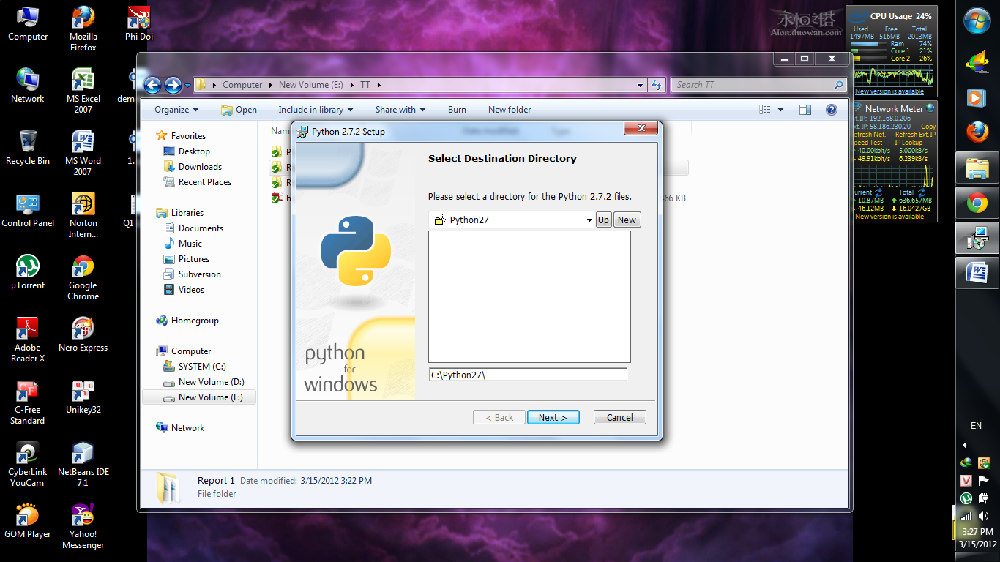 Computer
Mozilla
Firefox
Phi Doi
Network
MS Excel
2007
dem
Recycle Bin
MS Word
2007
1.
Control Panel
Norton
Intern...
Q1
µTorrent
Google
Chrome
Adobe
Reader X
Nero Express
C-Free
Standard
Unikey32
CyberLink
YouCam
NetBeans IDE
7.1
GOM Player
Yahoo!
Messenger
永恒之塔
Aion.duowan.com
Computer
New Volume (E:)
TT
Search TT
Organize
Open
Include in library
Share with
Burn
New folder
Favorites
Desktop
Downloads
Recent Places
Libraries
Documents
Music
Pictures
Subversion
Videos
Homegroup
Computer
SYSTEM (C:)
New Volume (D:)
New Volume (E:)
Network
Nam
Date modified
Type
P
R
R
h
66 KB
Python 2.7.2 Setup
Select Destination Directory
Please select a directory for the Python 2.7.2 files.
Python27
Up
New
C:\Python27\
python
for
windows
< Back
Next >
Cancel
Report 1 Date modified: 3/15/2012 3:22 PM
File folder
intel
CPU Usage 24%
Used Free Total
1497MB 516MB 2013MB
Ram 74%
Core 1 21%
Core 2 26%
New version is available
Network Meter
t. IP: 192.168.0.206
xt. IP: 58.186.230.20 Copy
efresh Net. Refresh Ext.IP
peed Test IP Lookup
40.00kbit/s 5.000kB/s
49.91kbit/s 6.239kB/s
urrent Total
10.87MB 636.657MB
46.12MB 16.0427GB
New version is available
EN
3:27 PM
3/15/2012